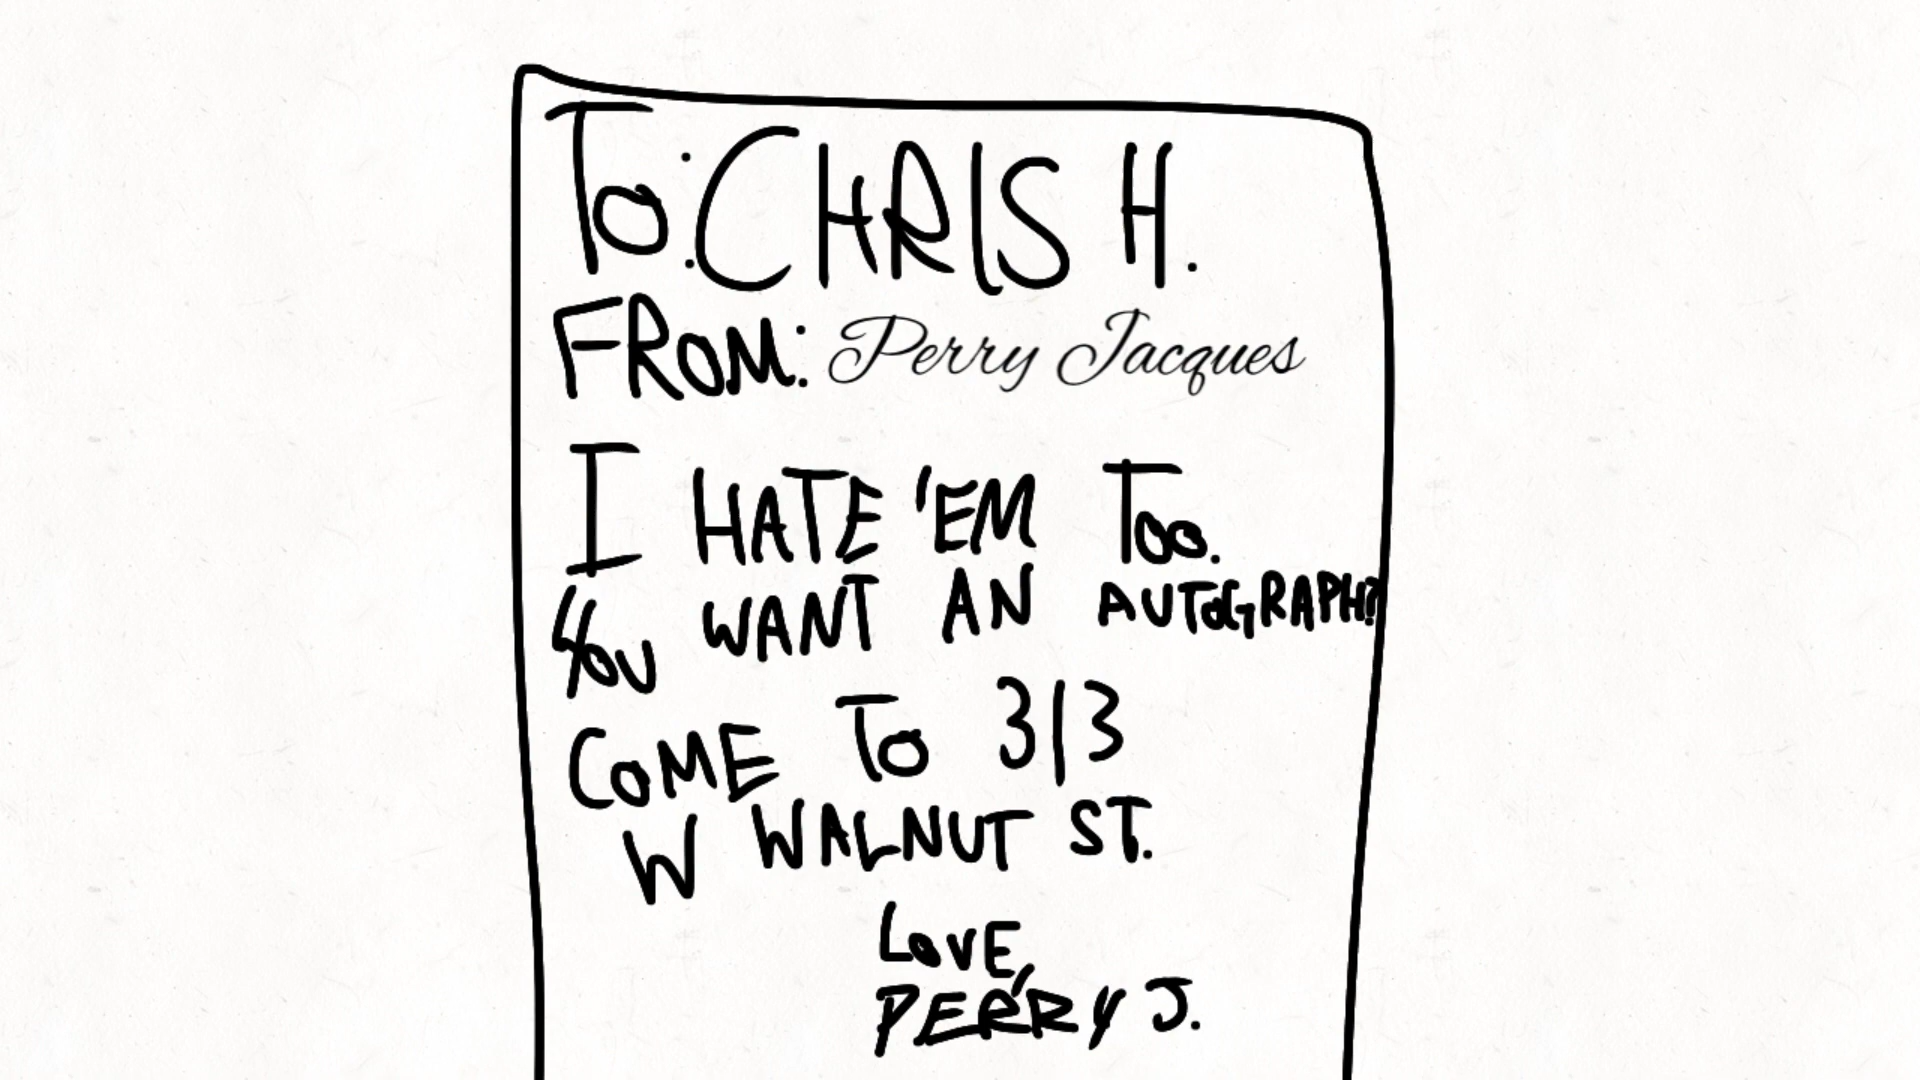 To: CHRIS H.
FROM: Perry Jacques
I HATE 'EM Too.
You WANT AN AUToGRAPH?
CoME To 313
W WALNUT ST.
LoVE,
PERRY J.